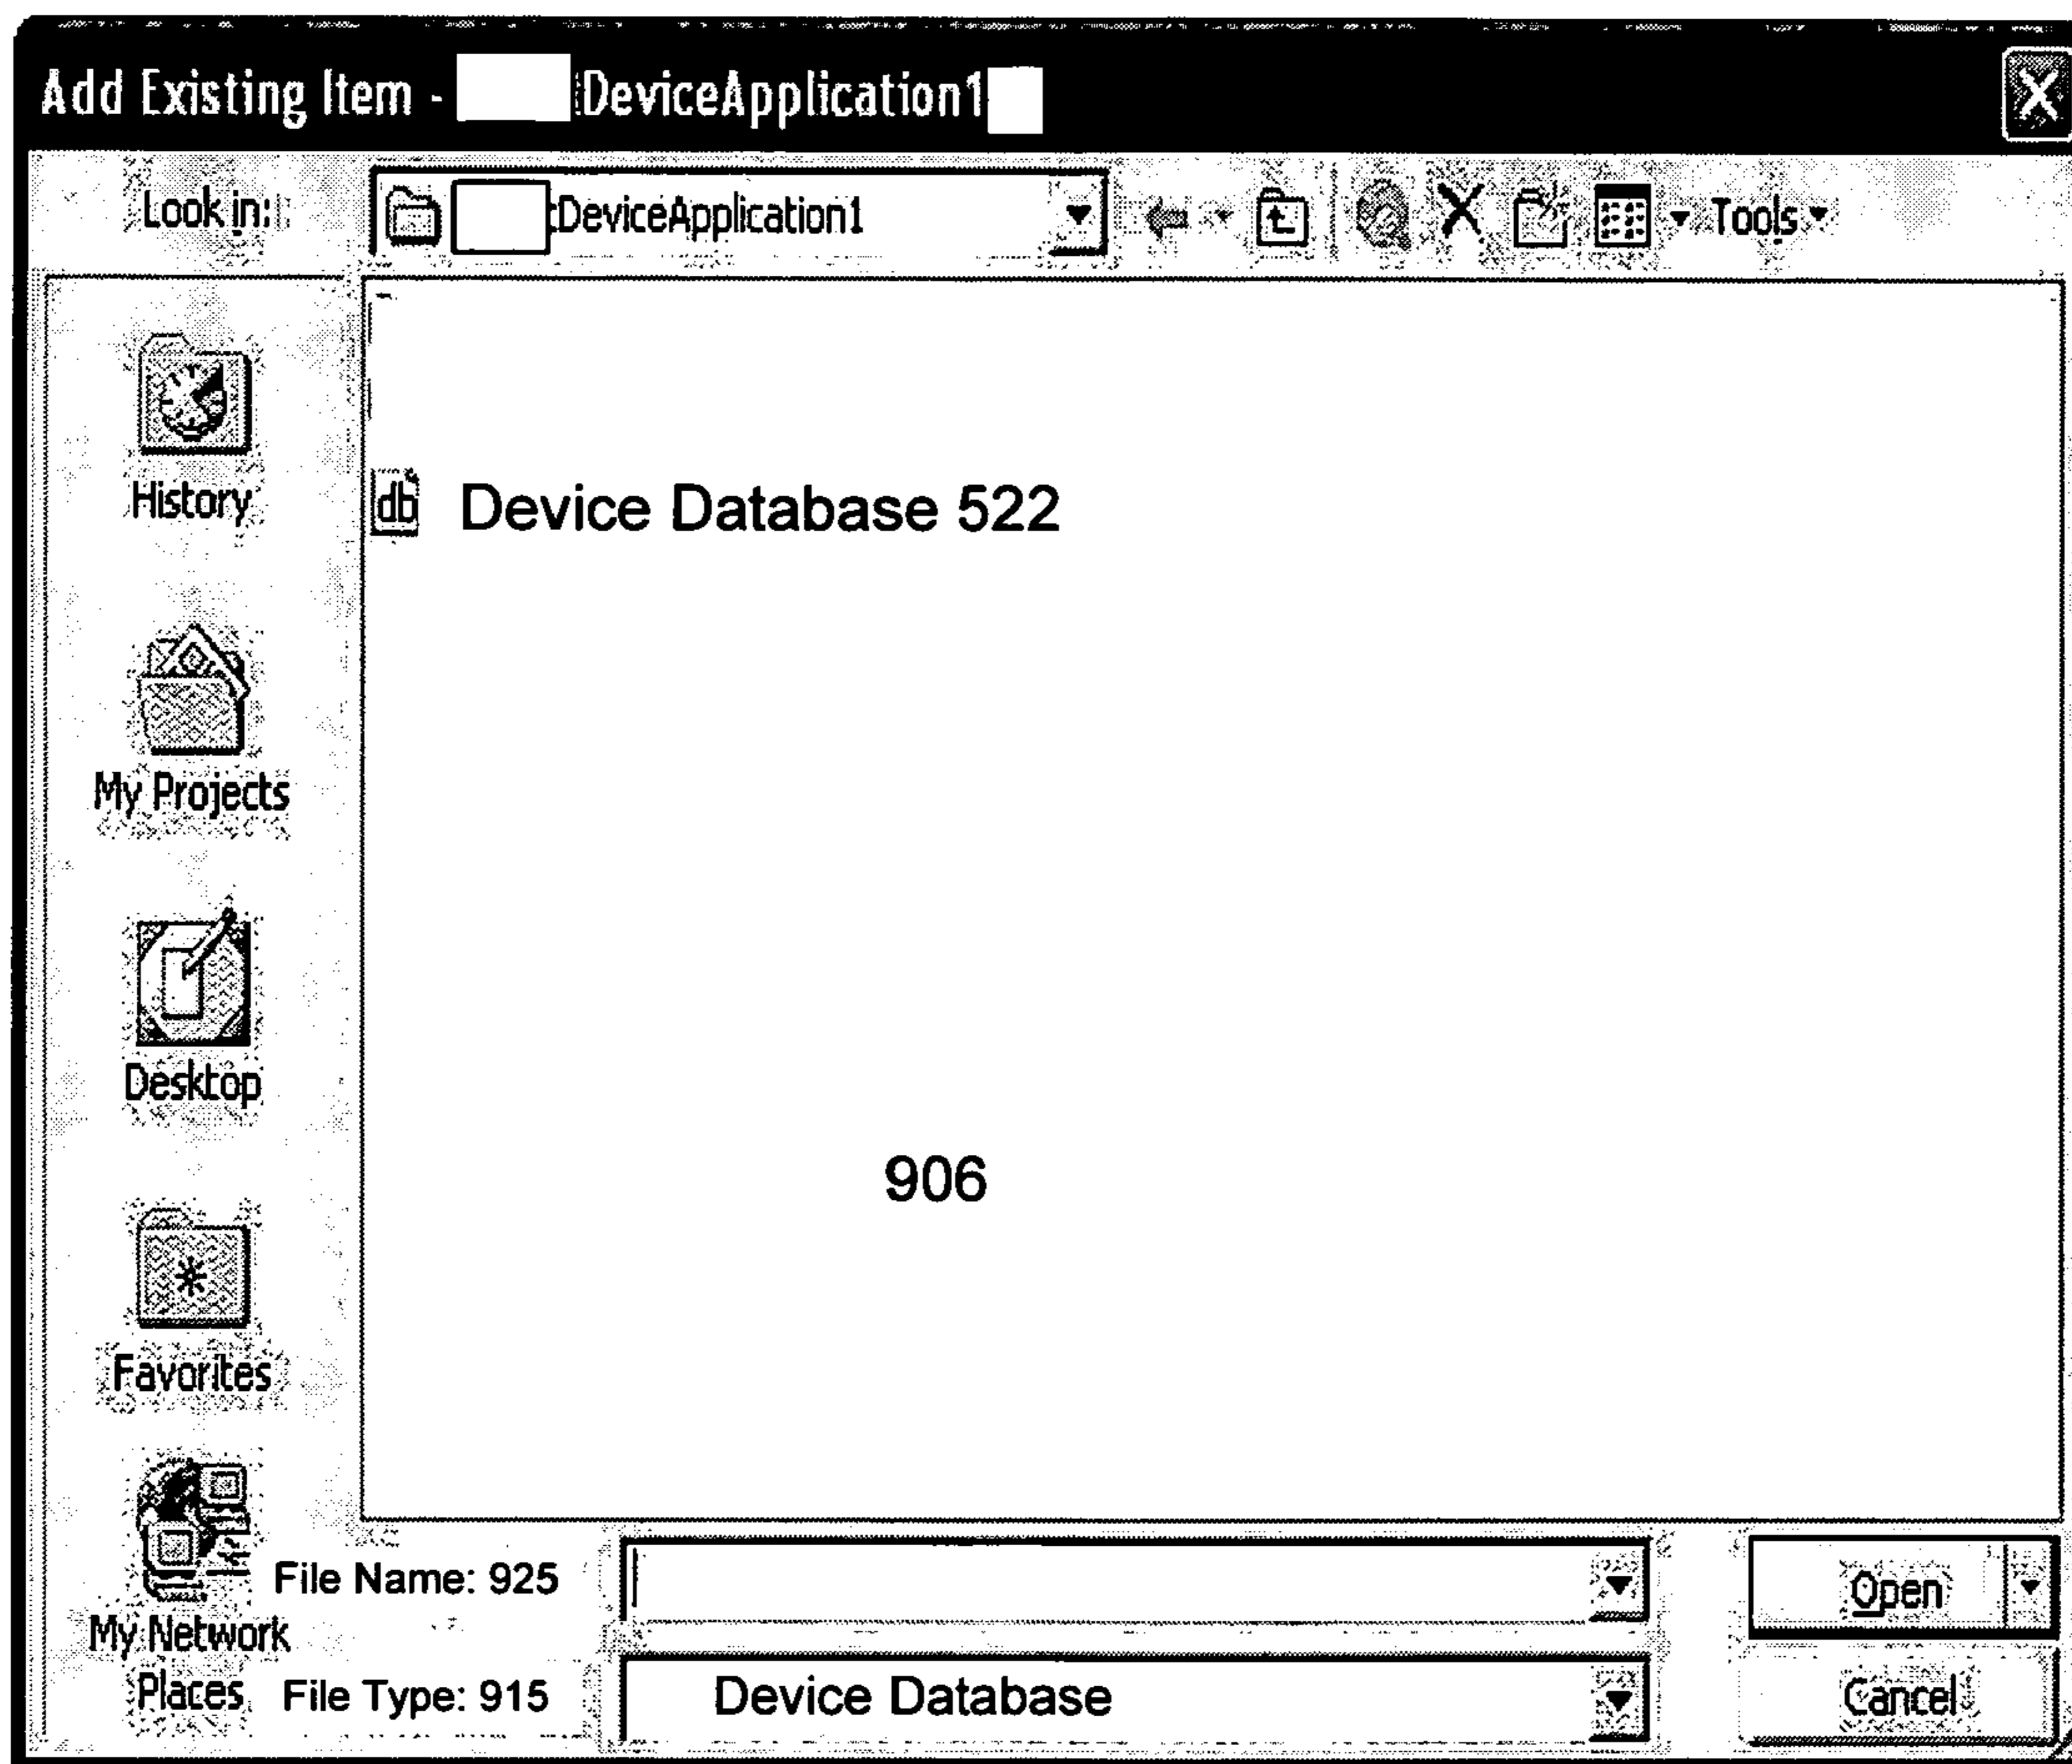 Add Existing Item - DeviceApplication1
Look in: DeviceApplication1 Tools
History
db Device Database 522
My Projects
Desktop
906
Favorites
My Network Places
File Name: 925
Open
File Type: 915 Device Database
Cancel